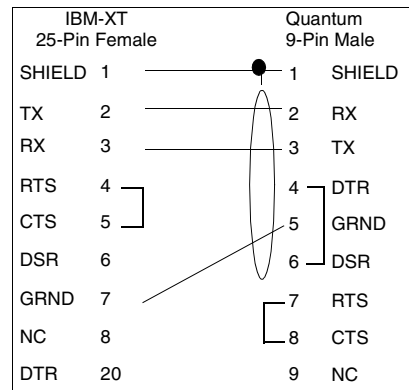 IBM-XT Quantum
25-Pin Female 9-Pin Male
SHIELD 1 1 SHIELD
TX 2 2 RX
RX 3 3 TX
RTS 4 4 DTR
CTS 5 5 GRND
DSR 6 6 DSR
GRND 7 7 RTS
NC 8 8 CTS
DTR 20 9 NC